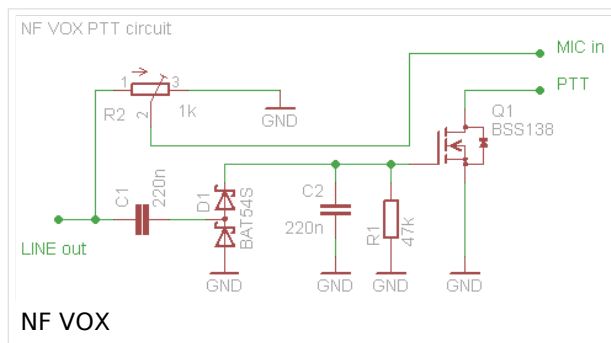 NF VOX PTT circuit
MIC in
PTT
1
3
R2
2
1k
GND
Q1
BSS138
C1
220n
D1
BAT54S
C2
220n
R1
47k
LINE out
GND
GND
GND
GND
NF VOX